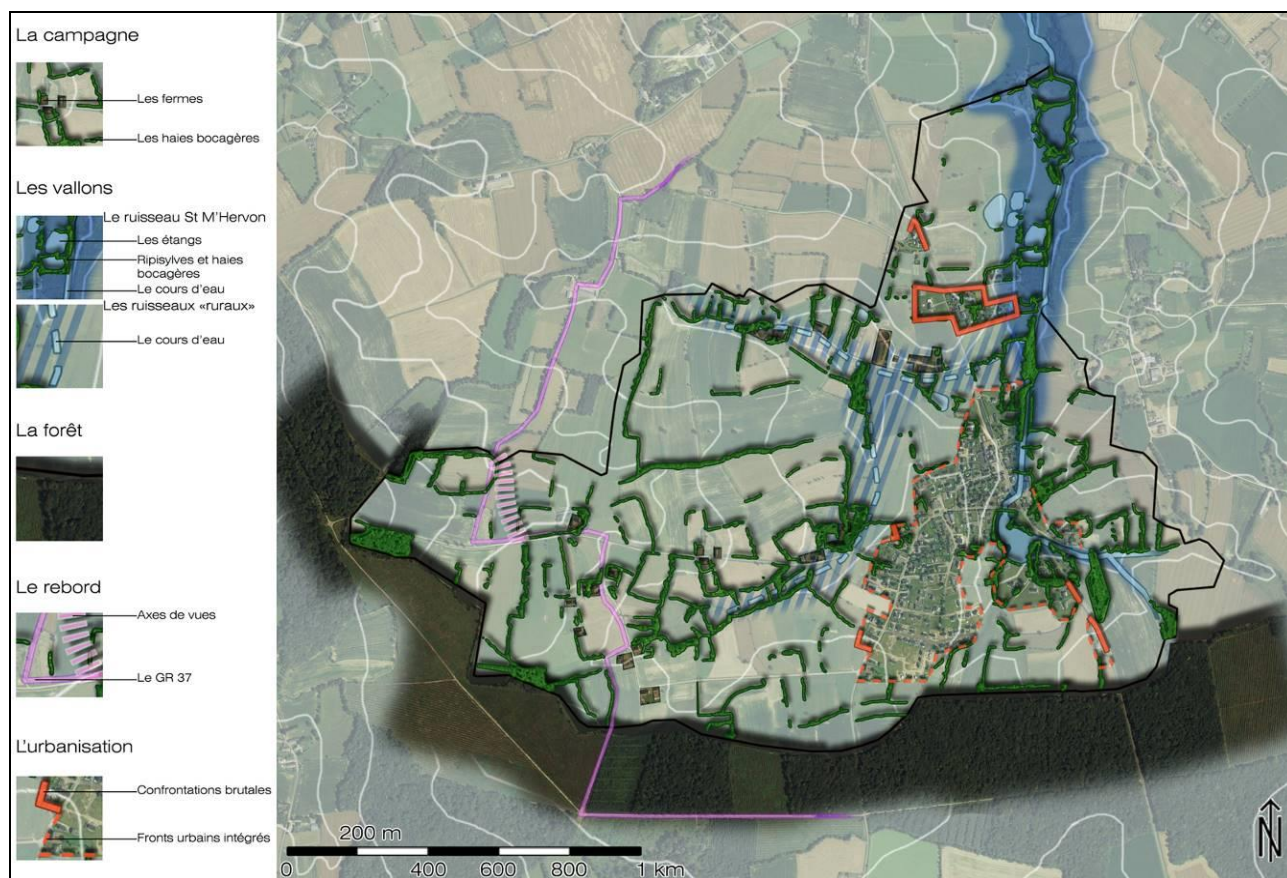 La campagne
Les fermes
Les haies bocagères
Les vallons
Le ruisseau St M'Hervon
Les étangs
Ripisylves et haies
bocagères
Le cours d'eau
Les ruisseaux «ruraux»
Le cours d'eau
La forêt
Le rebord
Axes de vues
Le GR 37
L'urbanisation
Confrontations brutales
Fronts urbains intégrés
200 m
0 400 600 800 1 km
N